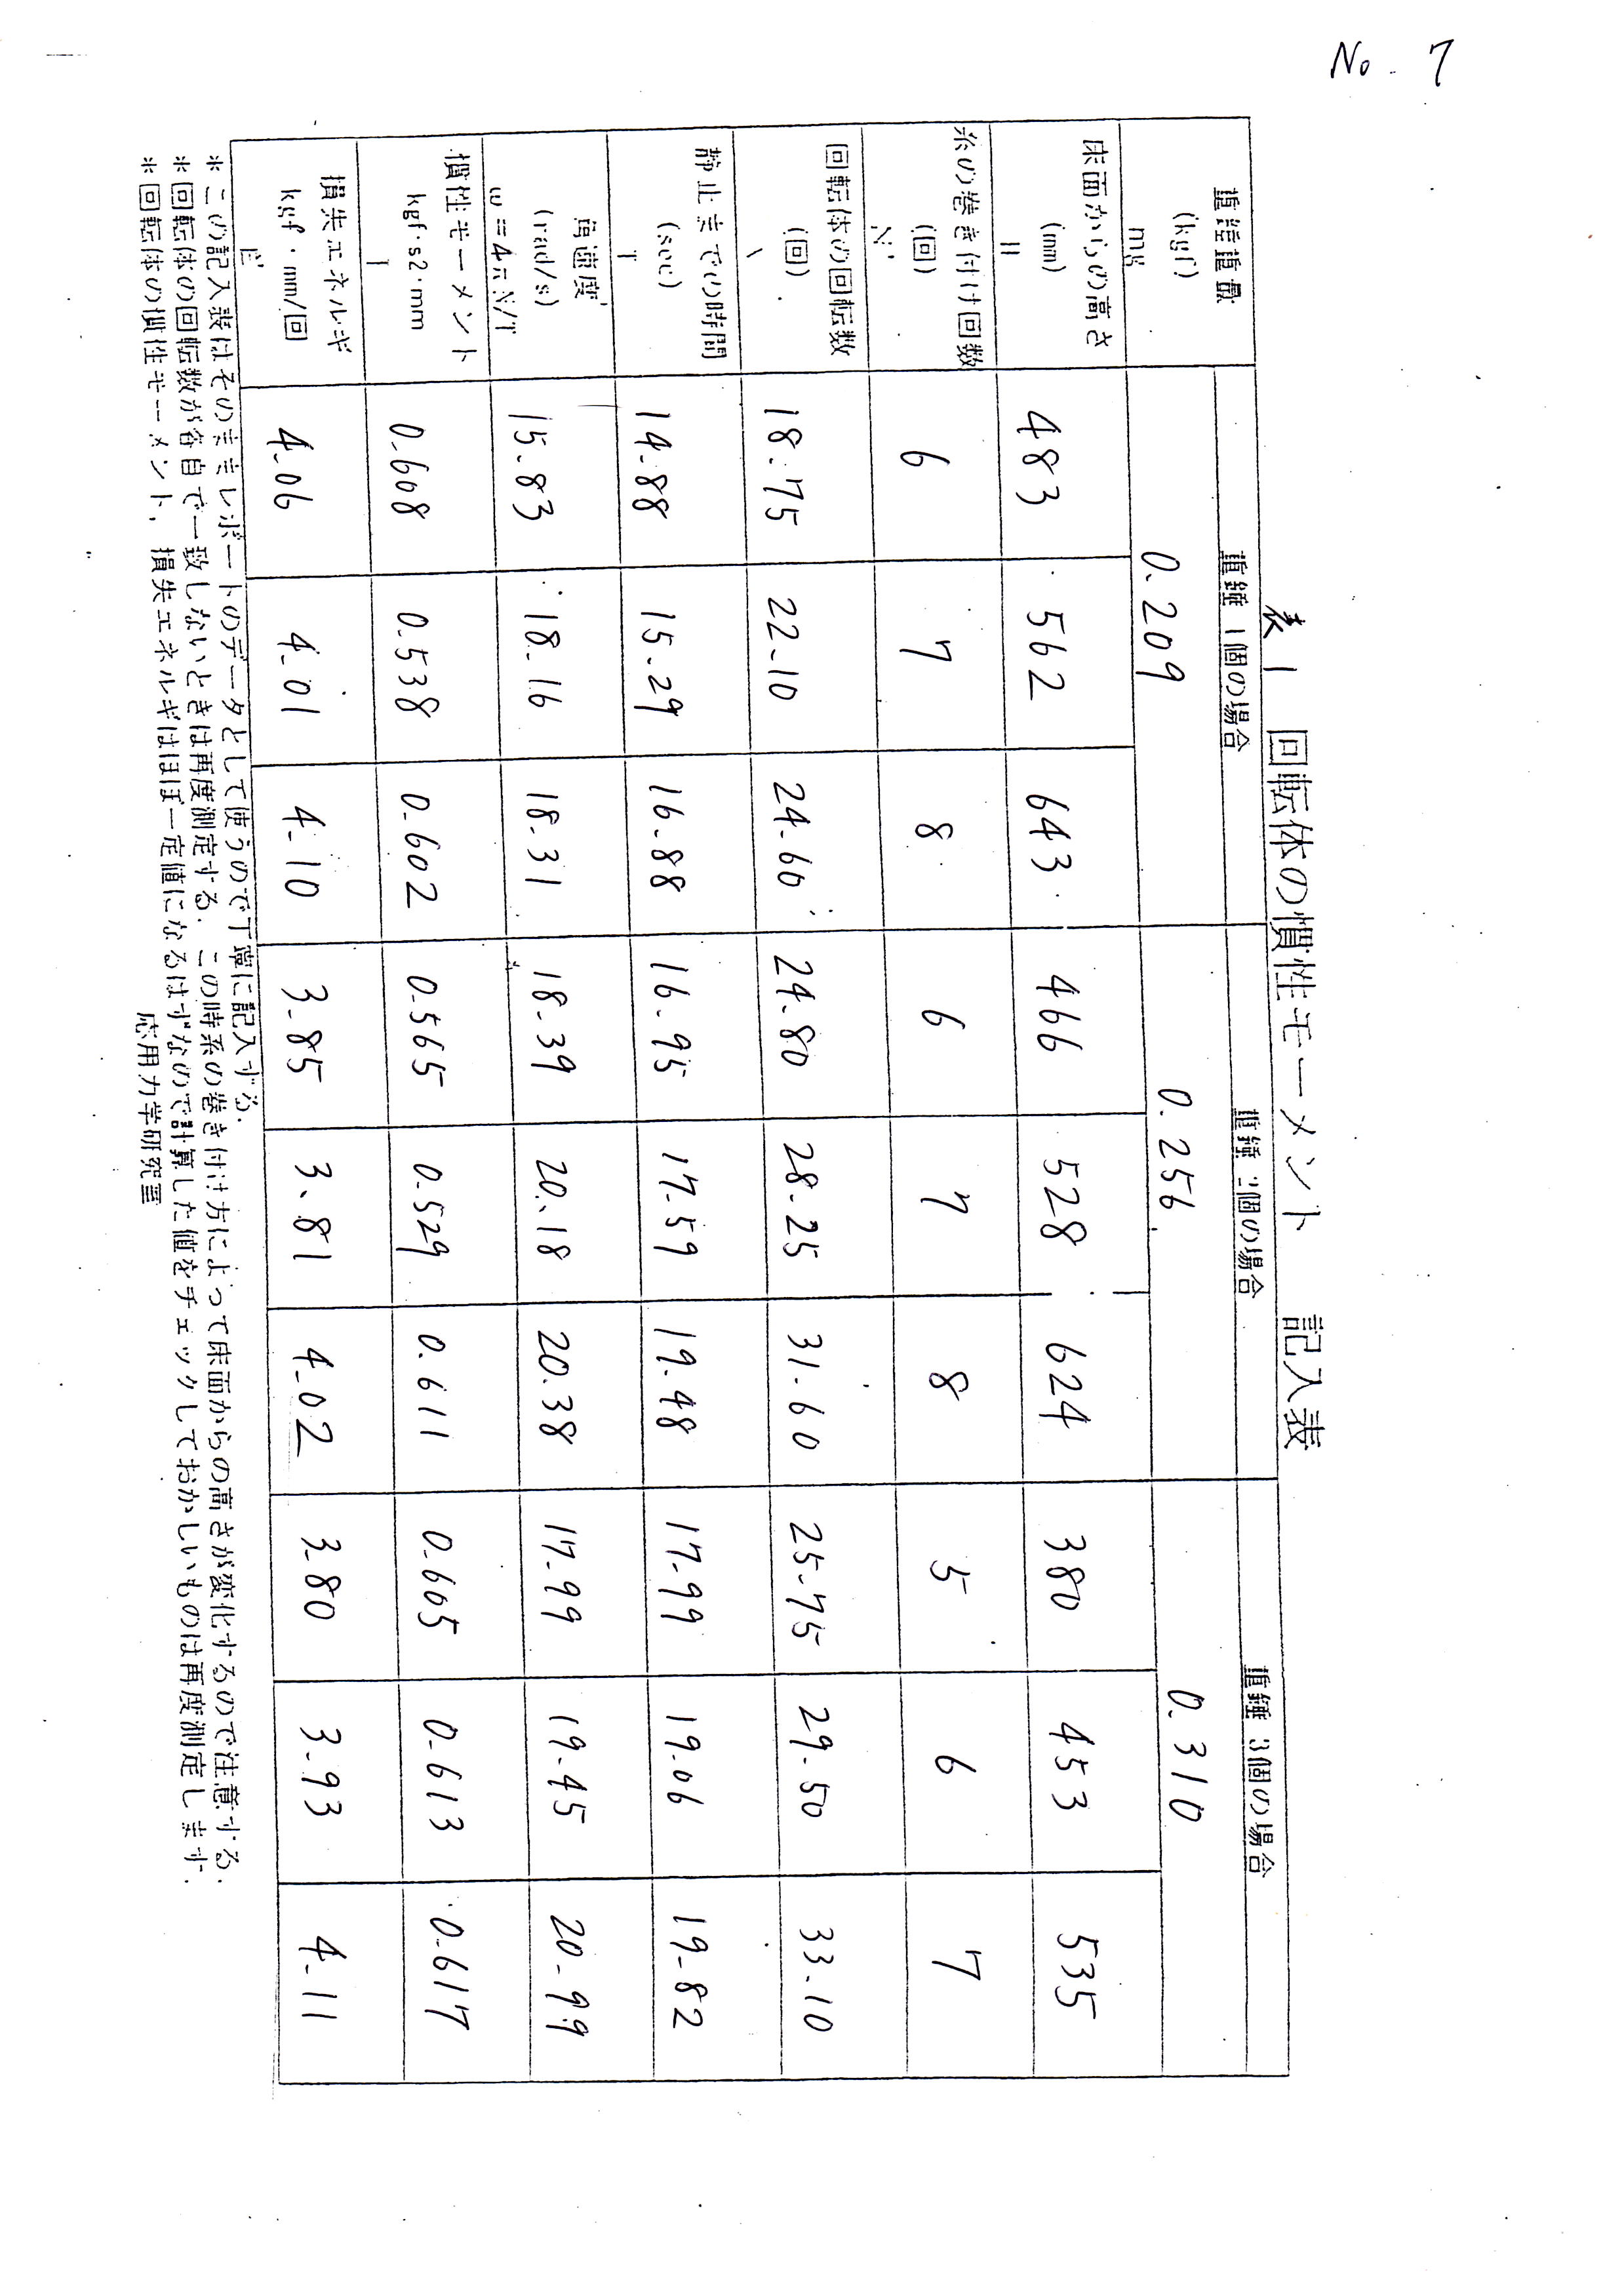 No. 7
表1 回転体の慣性モーメント 記入表
重錘 1個の場合 重錘 2個の場合 重錘 3個の場合
重錘重量 (kgf) mg 0.209 0.256 0.310
床面からの高さ (mm) H 483 562 643 466 528 624 380 453 535
糸の巻き付け回数 (回) N' 6 7 8 6 7 8 5 6 7
回転体の回転数 (回) 18.75 22.10 24.60 24.80 28.25 31.60 25.75 29.50 33.10
静止までの時間 (sec) T 14.88 15.29 16.88 16.95 17.59 19.48 17.99 19.06 19.82
角速度 (rad/s) ω=4πN/T 15.83 18.16 18.31 18.39 20.18 20.38 17.99 19.45 20.99
慣性モーメント kgf・s2・mm I 0.608 0.538 0.602 0.565 0.529 0.611 0.605 0.613 0.617
損失エネルギ kgf・mm/回 E' 4.06 4.01 4.10 3.85 3.81 4.02 3.80 3.93 4.11
＊この記入表はそのままレポートのデータとして使うので丁寧に記入する.
＊回転体の回転数が各自で一致しないときは再度測定する. この時系の巻き付け方によって床面からの高さが変化するので注意する.
＊回転体の慣性モーメント, 損失エネルギはほぼ一定値になるはずなので計算した値をチェックしておかしいものは再度測定します.
応用力学研究室